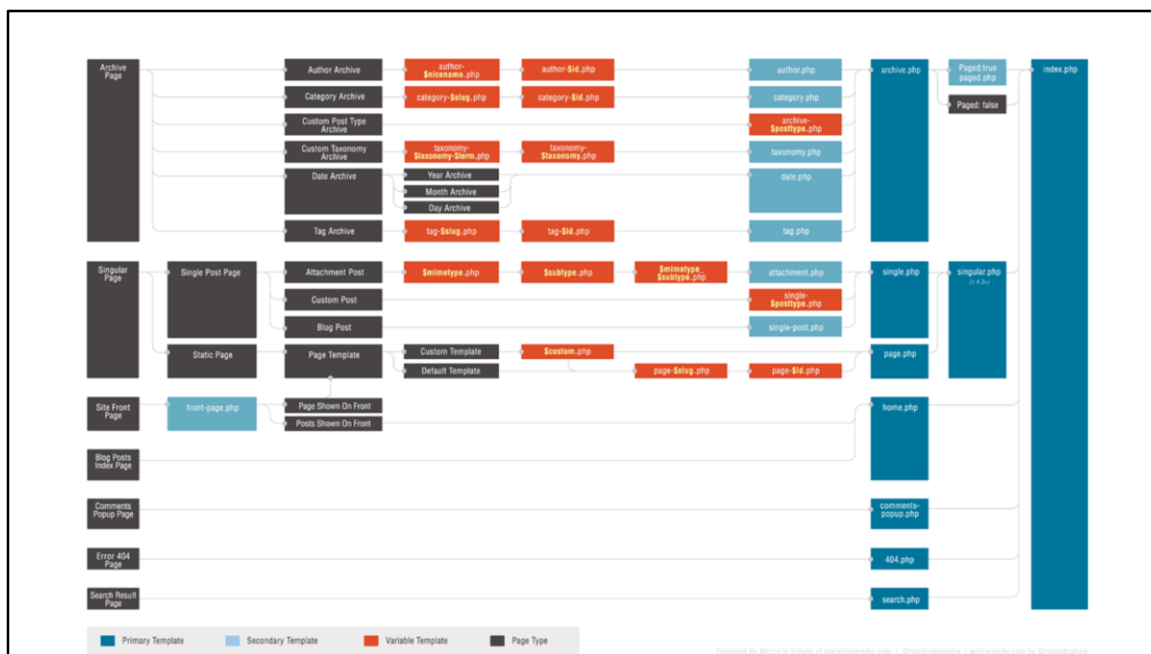 Archive
Page
Author Archive
author-
$nicename.php
author-$id.php
author.php
archive.php
Paged:true
paged.php
index.php
Category Archive
category-$slug.php
category-$id.php
category.php
Paged: false
Custom Post Type
Archive
archive-
$posttype.php
Custom Taxonomy
Archive
taxonomy-
$taxonomy-$term.php
taxonomy-
$taxonomy.php
taxonomy.php
Date Archive
Year Archive
Month Archive
Day Archive
date.php
Tag Archive
tag-$slug.php
tag-$id.php
tag.php
Singular
Page
Single Post Page
Attachment Post
$mimetype.php
$subtype.php
$mimetype_
$subtype.php
attachment.php
single.php
singular.php
Custom Post
single-
$posttype.php
Blog Post
single-post.php
Static Page
Page Template
Custom Template
$custom.php
page.php
Default Template
page-$slug.php
page-$id.php
Site Front
Page
front-page.php
Page Shown On Front
Posts Shown On Front
home.php
Blog Posts
Index Page
Comments
Popup Page
comments-
popup.php
Error 404
Page
404.php
Search Result
Page
search.php
Primary Template
Secondary Template
Variable Template
Page Type